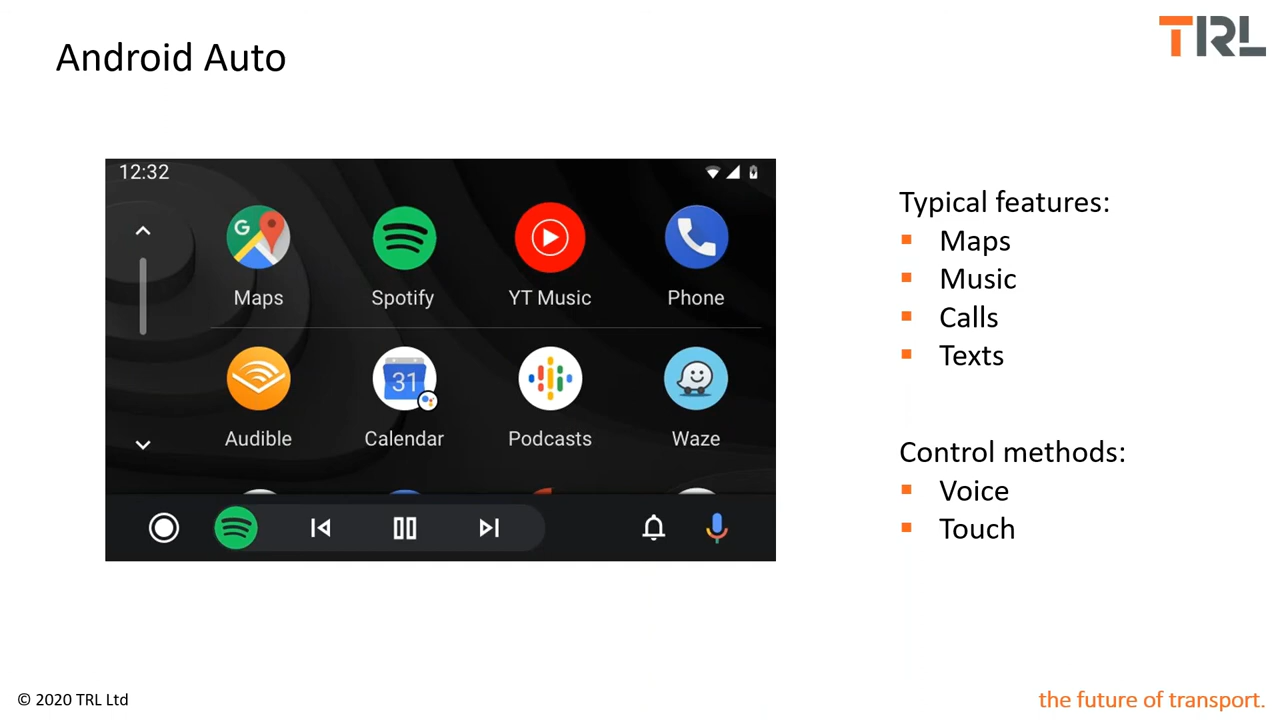 Android Auto
TRL
12:32
Maps
Spotify
YT Music
Phone
31
Audible
Calendar
Podcasts
Waze
Typical features:
Maps
Music
Calls
Texts
Control methods:
Voice
Touch
© 2020 TRL Ltd
the future of transport.